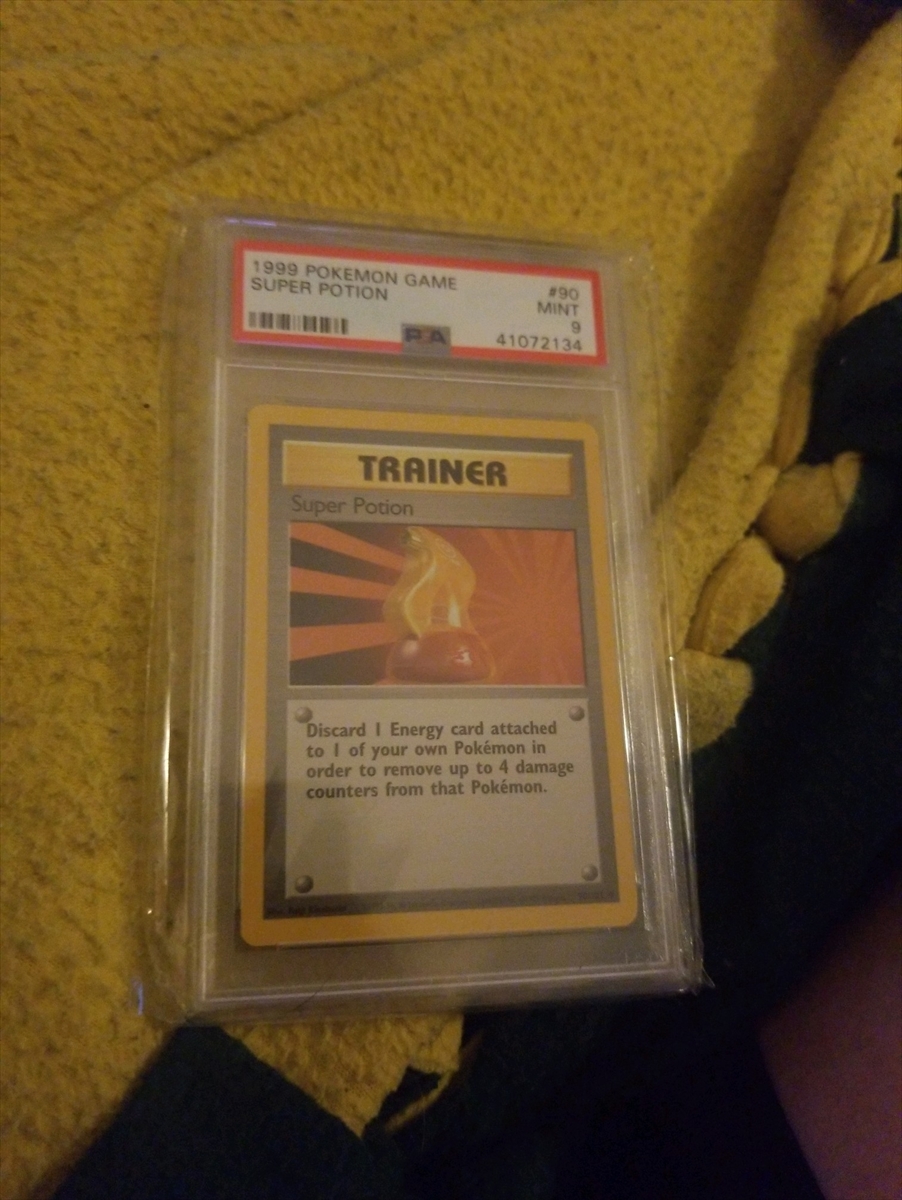 1999 POKEMON GAME
#90
SUPER POTION
MINT
9
PSA
41072134
TRAINER
Super Potion
Discard 1 Energy card attached
to 1 of your own Pokémon in
order to remove up to 4 damage
counters from that Pokémon.